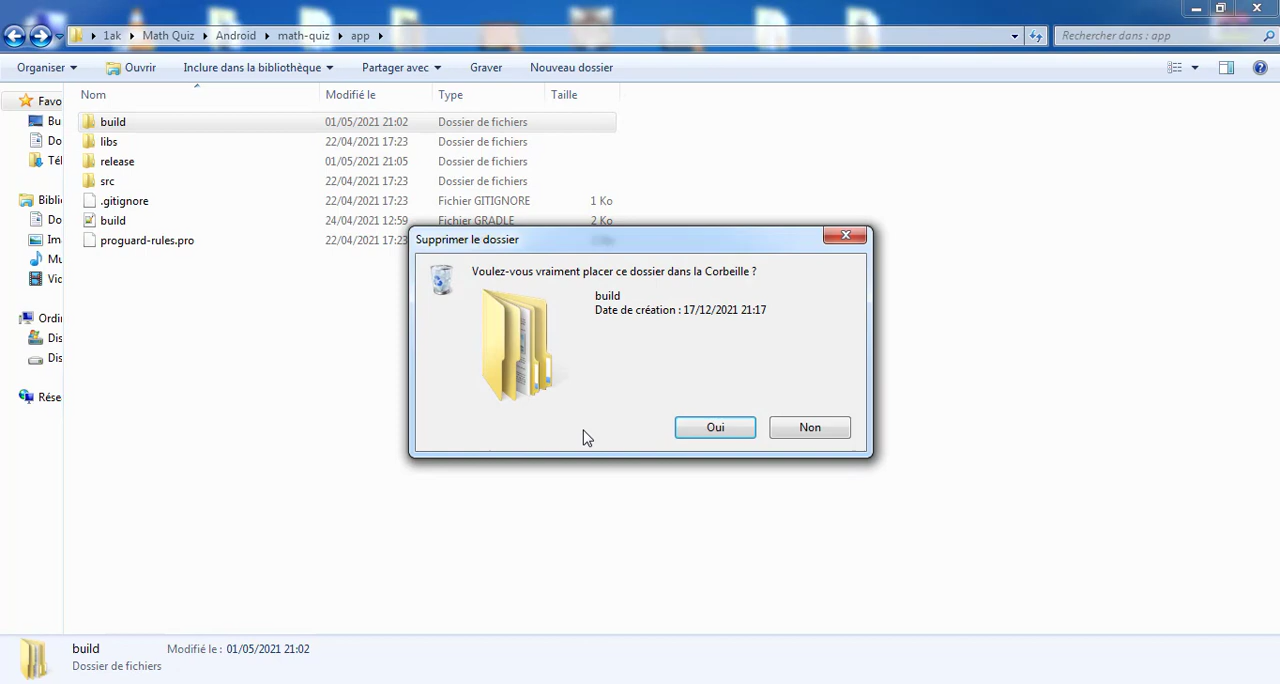 1ak Math Quiz Android math-quiz app
Rechercher dans : app
Organiser Ouvrir Inclure dans la bibliothèque Partager avec Graver Nouveau dossier
Nom Modifié le Type Taille
Favo
Bu
Do
Tél
Bibli
Do
Im
Mu
Vid
Ordin
Dis
Dis
Rése
build 01/05/2021 21:02 Dossier de fichiers
libs 22/04/2021 17:23 Dossier de fichiers
release 01/05/2021 21:05 Dossier de fichiers
src 22/04/2021 17:23 Dossier de fichiers
.gitignore 22/04/2021 17:23 Fichier GITIGNORE 1 Ko
build 24/04/2021 12:59 Fichier GRADLE 2 Ko
proguard-rules.pro 22/04/2021 17:23
Supprimer le dossier
Voulez-vous vraiment placer ce dossier dans la Corbeille ?
build
Date de création : 17/12/2021 21:17
Oui Non
build Modifié le : 01/05/2021 21:02
Dossier de fichiers